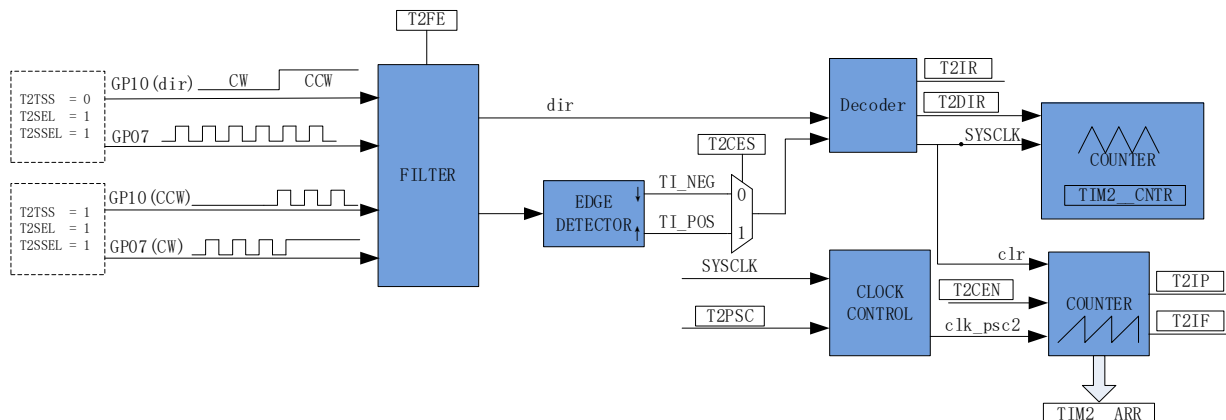 T2FE
GP10(dir)
CW
CCW
T2TSS = 0
T2SEL = 1
T2SSEL = 1
GP07
GP10(CCW)
T2TSS = 1
T2SEL = 1
T2SSEL = 1
GP07(CW)
FILTER
dir
EDGE
DETECTOR
TI_NEG
TI_POS
T2CES
0
1
Decoder
T2IR
T2DIR
SYSCLK
COUNTER
TIM2__CNTR
SYSCLK
T2PSC
CLOCK
CONTROL
clr
T2CEN
clk_psc2
COUNTER
T2IP
T2IF
TIM2__ARR